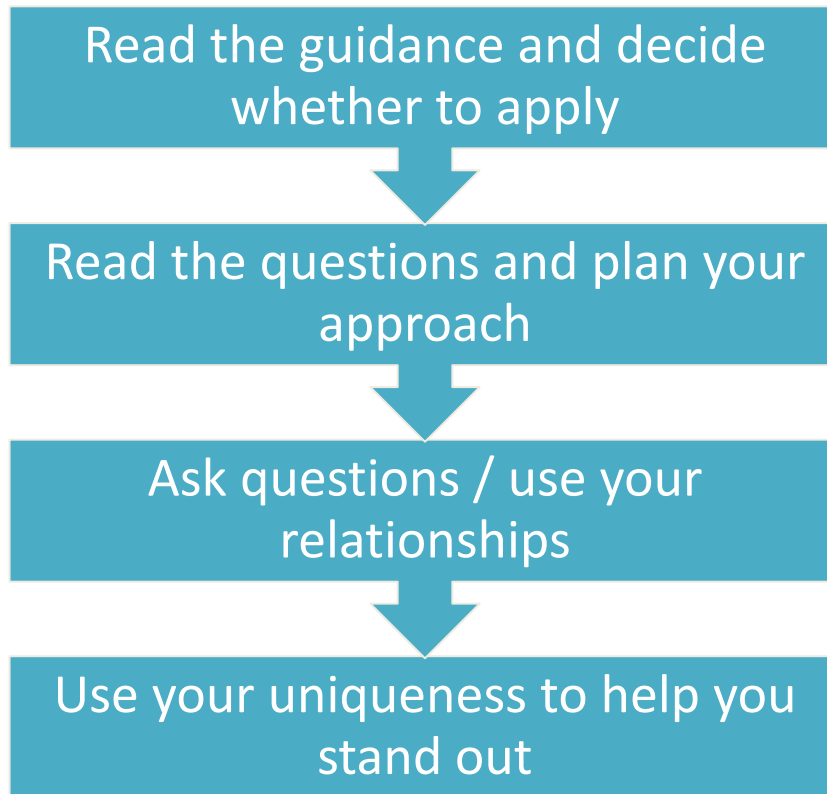 Read the guidance and decide
whether to apply
Read the questions and plan your
approach
Ask questions / use your
relationships
Use your uniqueness to help you
stand out